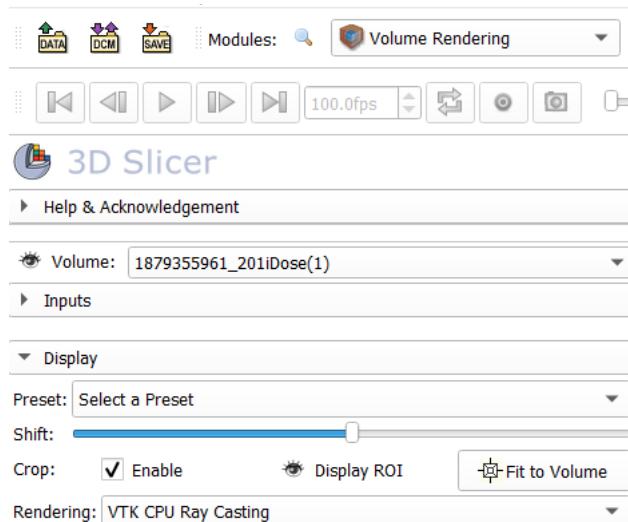 DATA DCM SAVE Modules: Volume Rendering
100.0fps
3D Slicer
Help & Acknowledgement
Volume: 1879355961_201iDose(1)
Inputs
Display
Preset: Select a Preset
Shift:
Crop: Enable Display ROI Fit to Volume
Rendering: VTK CPU Ray Casting